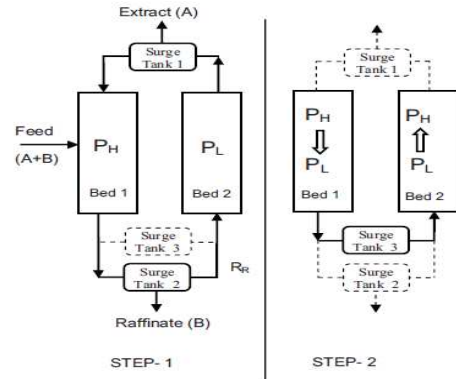 Extract (A)
Surge
Tank 1
Feed
(A+B)
P_H
P_L
Bed 1
Bed 2
Surge
Tank 3
Surge
Tank 2
R_R
Raffinate (B)
STEP- 1
Surge
Tank 1
P_H
P_L
Bed 1
P_H
P_L
Bed 2
Surge
Tank 3
Surge
Tank 2
STEP- 2